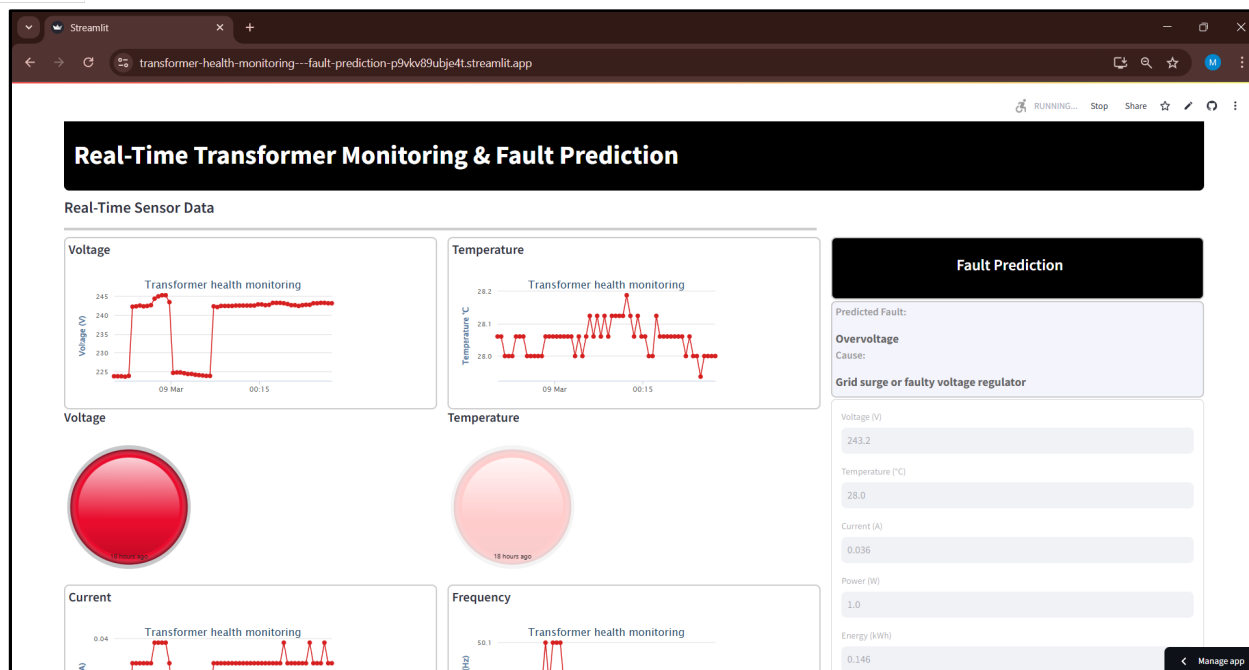 Streamlit
transformer-health-monitoring---fault-prediction-p9vkv89ubje4t.streamlit.app
M
RUNNING... Stop Share
Real-Time Transformer Monitoring & Fault Prediction
Real-Time Sensor Data
Voltage
Transformer health monitoring
Voltage (V)
245
240
235
230
225
09 Mar 00:15
Temperature
Transformer health monitoring
Temperature °C
28.2
28.1
28.0
09 Mar 00:15
Fault Prediction
Predicted Fault:
Overvoltage
Cause:
Grid surge or faulty voltage regulator
Voltage
18 hours ago
Temperature
18 hours ago
Voltage (V)
243.2
Temperature (°C)
28.0
Current (A)
0.036
Power (W)
1.0
Energy (kWh)
0.146
Current
Transformer health monitoring
0.04
A)
Frequency
Transformer health monitoring
50.1
(Hz)
Manage app